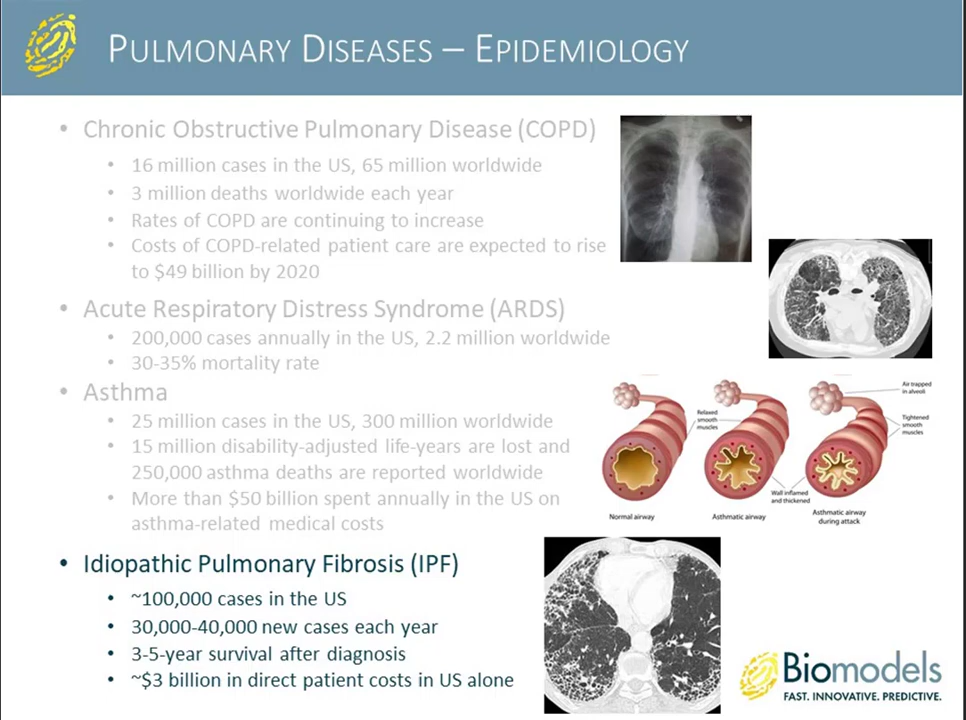 PULMONARY DISEASES – EPIDEMIOLOGY
• Chronic Obstructive Pulmonary Disease (COPD)
• 16 million cases in the US, 65 million worldwide
• 3 million deaths worldwide each year
• Rates of COPD are continuing to increase
• Costs of COPD-related patient care are expected to rise
to $49 billion by 2020
• Acute Respiratory Distress Syndrome (ARDS)
• 200,000 cases annually in the US, 2.2 million worldwide
• 30-35% mortality rate
• Asthma
• 25 million cases in the US, 300 million worldwide
• 15 million disability-adjusted life-years are lost and
250,000 asthma deaths are reported worldwide
• More than $50 billion spent annually in the US on
asthma-related medical costs
Air trapped
in alveoli
Relaxed
smooth
muscles
Tightened
smooth
muscles
Wall inflamed
and thickened
Normal airway
Asthmatic airway
Asthmatic airway
during attack
• Idiopathic Pulmonary Fibrosis (IPF)
• ~100,000 cases in the US
• 30,000-40,000 new cases each year
• 3-5-year survival after diagnosis
• ~$3 billion in direct patient costs in US alone
Biomodels
FAST. INNOVATIVE. PREDICTIVE.